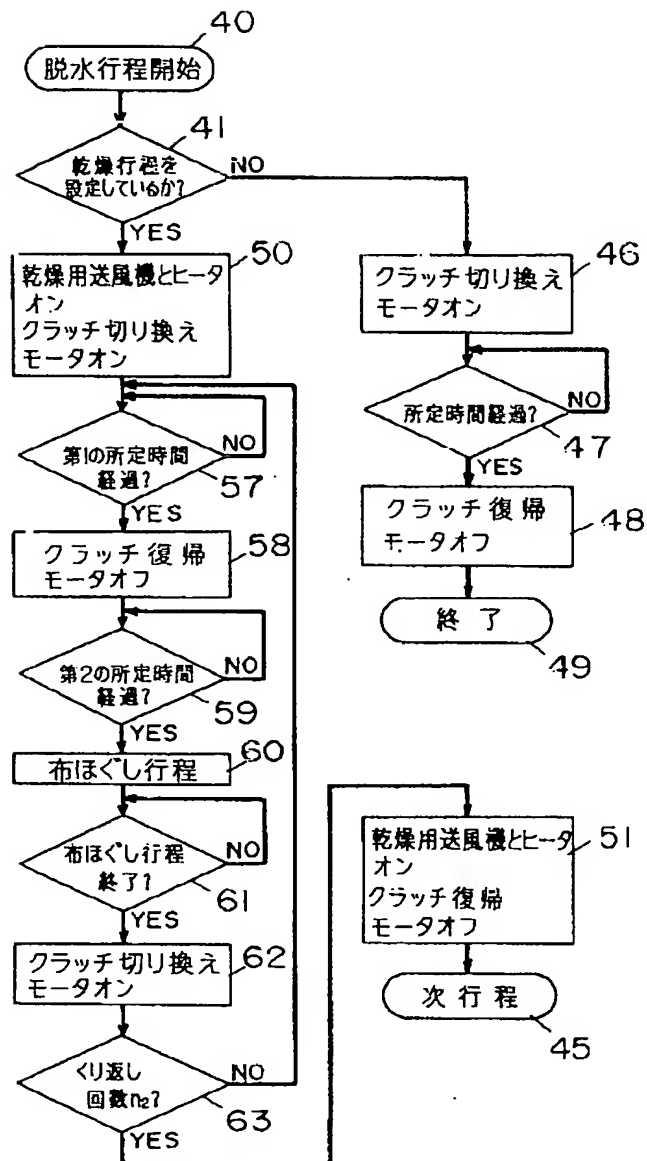 40
脱水行程開始
41
乾燥行程を
設定しているか?
NO
YES
50
乾燥用送風機とヒータ
オン
クラッチ切り換え
モータオン
第1の所定時間
経過?
NO
57
YES
58
クラッチ復帰
モータオフ
第2の所定時間
経過?
NO
59
YES
60
布ほぐし行程
布ほぐし行程
終了?
NO
61
YES
62
クラッチ切り換え
モータオン
くり返し
回数n₂?
NO
63
YES
46
クラッチ切り換え
モータオン
所定時間経過?
NO
47
YES
48
クラッチ復帰
モータオフ
終了
49
51
乾燥用送風機とヒータ
オン
クラッチ復帰
モータオフ
次行程
45